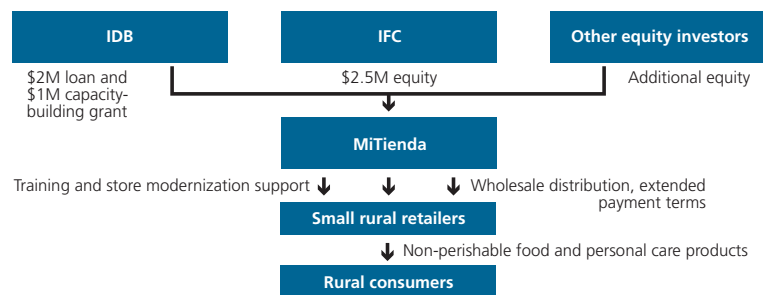 IDB
IFC
Other equity investors
$2M loan and
$1M capacity-
building grant
$2.5M equity
Additional equity
MiTienda
Training and store modernization support
Wholesale distribution, extended
payment terms
Small rural retailers
Non-perishable food and personal care products
Rural consumers